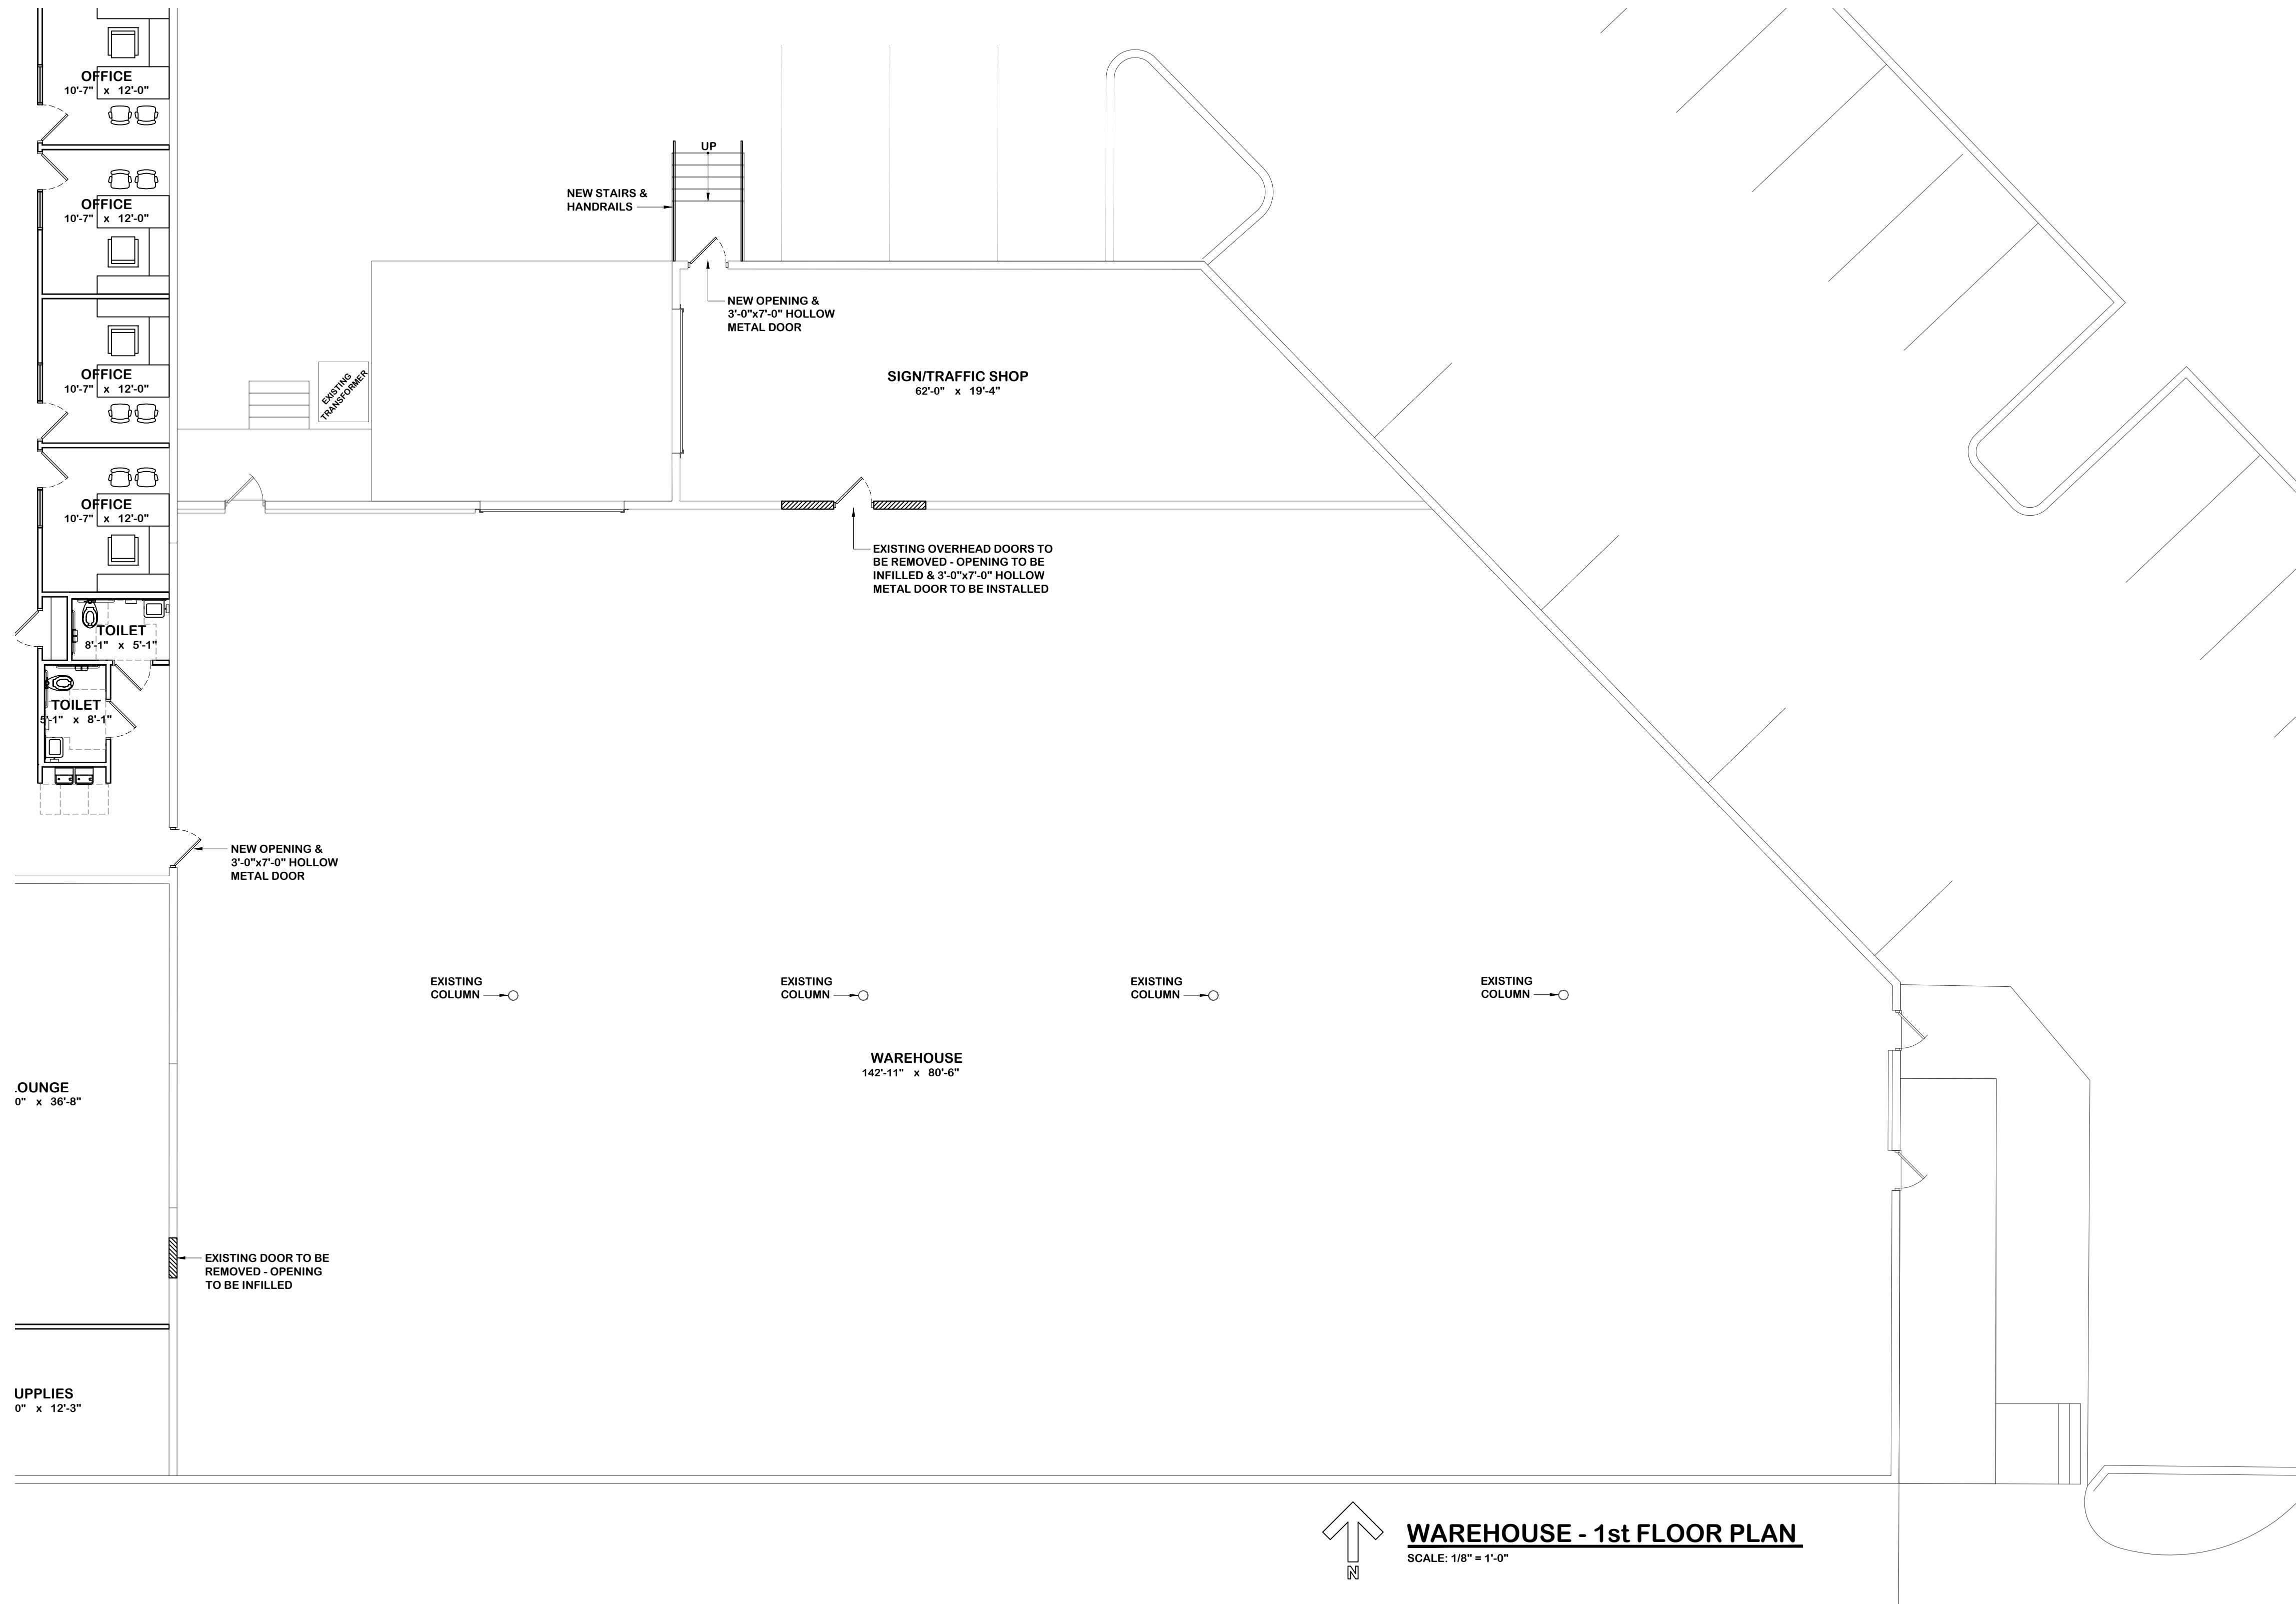 OFFICE
10'-7" x 12'-0"
OFFICE
10'-7" x 12'-0"
OFFICE
10'-7" x 12'-0"
OFFICE
10'-7" x 12'-0"
TOILET
8'-1" x 5'-1"
TOILET
5'-1" x 8'-1"
UP
NEW STAIRS &
HANDRAILS
NEW OPENING &
3'-0"x7'-0" HOLLOW
METAL DOOR
EXISTING
TRANSFORMER
SIGN/TRAFFIC SHOP
62'-0" x 19'-4"
EXISTING OVERHEAD DOORS TO
BE REMOVED - OPENING TO BE
INFILLED & 3'-0"x7'-0" HOLLOW
METAL DOOR TO BE INSTALLED
NEW OPENING &
3'-0"x7'-0" HOLLOW
METAL DOOR
EXISTING
COLUMN
EXISTING
COLUMN
EXISTING
COLUMN
EXISTING
COLUMN
WAREHOUSE
142'-11" x 80'-6"
OUNGE
0" x 36'-8"
EXISTING DOOR TO BE
REMOVED - OPENING
TO BE INFILLED
UPPLIES
0" x 12'-3"
N
WAREHOUSE - 1st FLOOR PLAN
SCALE: 1/8" = 1'-0"